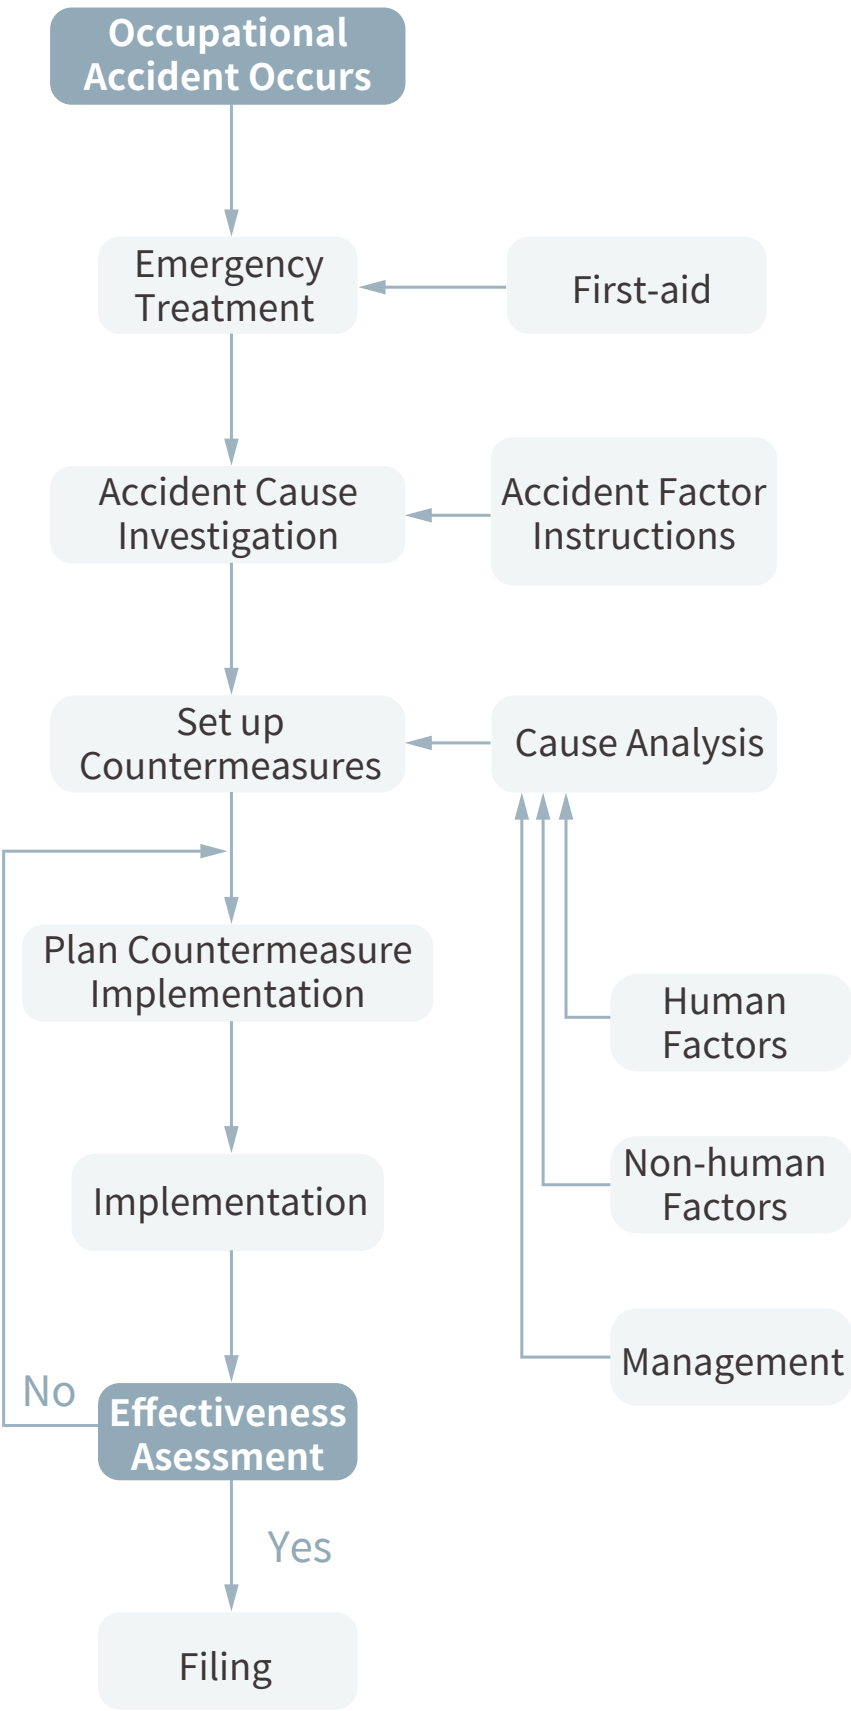 Occupational
Accident Occurs
Emergency
Treatment
First-aid
Accident Cause
Investigation
Accident Factor
Instructions
Set up
Countermeasures
Cause Analysis
Plan Countermeasure
Implementation
Human
Factors
Non-human
Factors
Implementation
Management
No
Effectiveness
Asessment
Yes
Filing